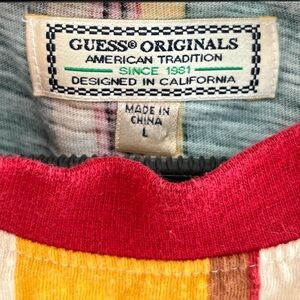 GUESS® ORIGINALS
AMERICAN TRADITION
SINCE 1981
DESIGNED IN CALIFORNIA
MADE IN
CHINA
L